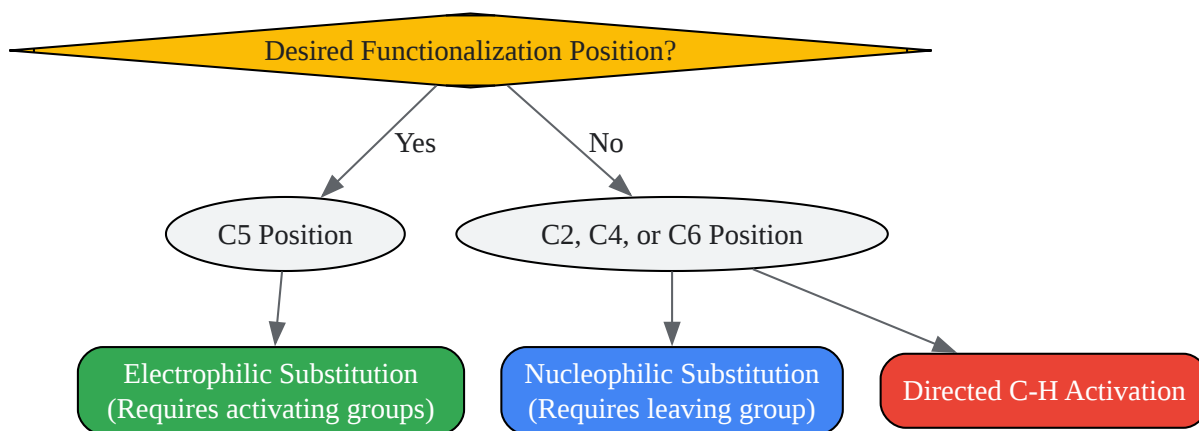 Desired Functionalization Position?
Yes
No
C5 Position
C2, C4, or C6 Position
Electrophilic Substitution
(Requires activating groups)
Nucleophilic Substitution
(Requires leaving group)
Directed C-H Activation